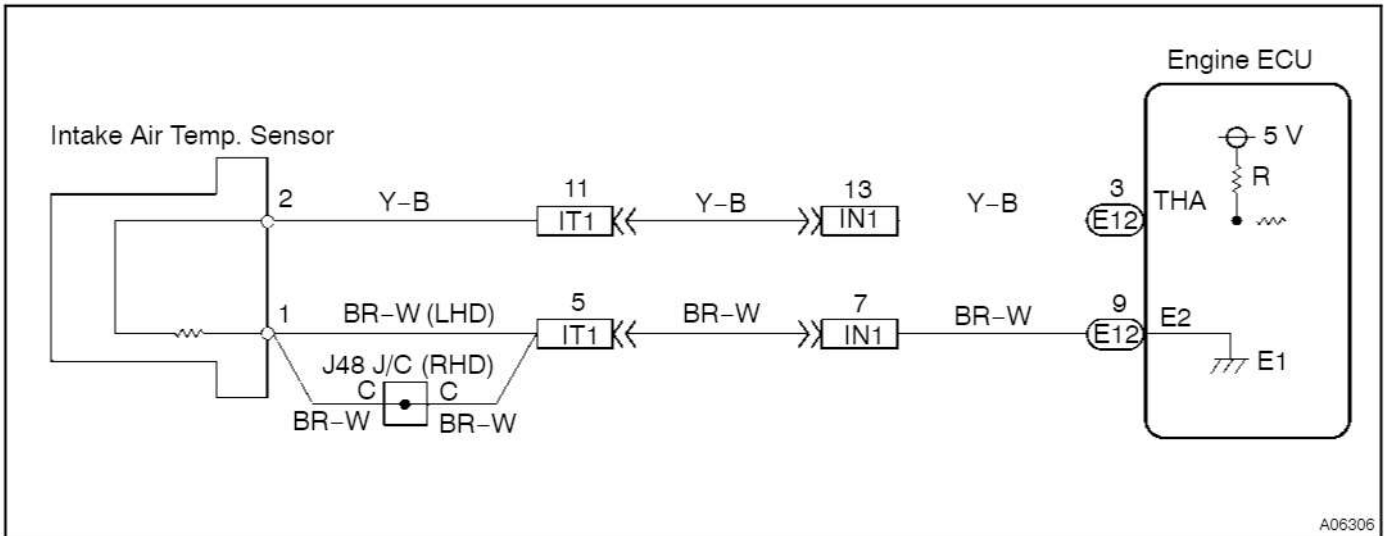 Engine ECU
Intake Air Temp. Sensor
5 V
R
2
Y–B
11
IT1
Y–B
13
IN1
Y–B
3
E12
THA
1
BR–W (LHD)
5
IT1
BR–W
7
IN1
BR–W
9
E12
E2
E1
J48 J/C (RHD)
C
C
BR–W
BR–W
A06306